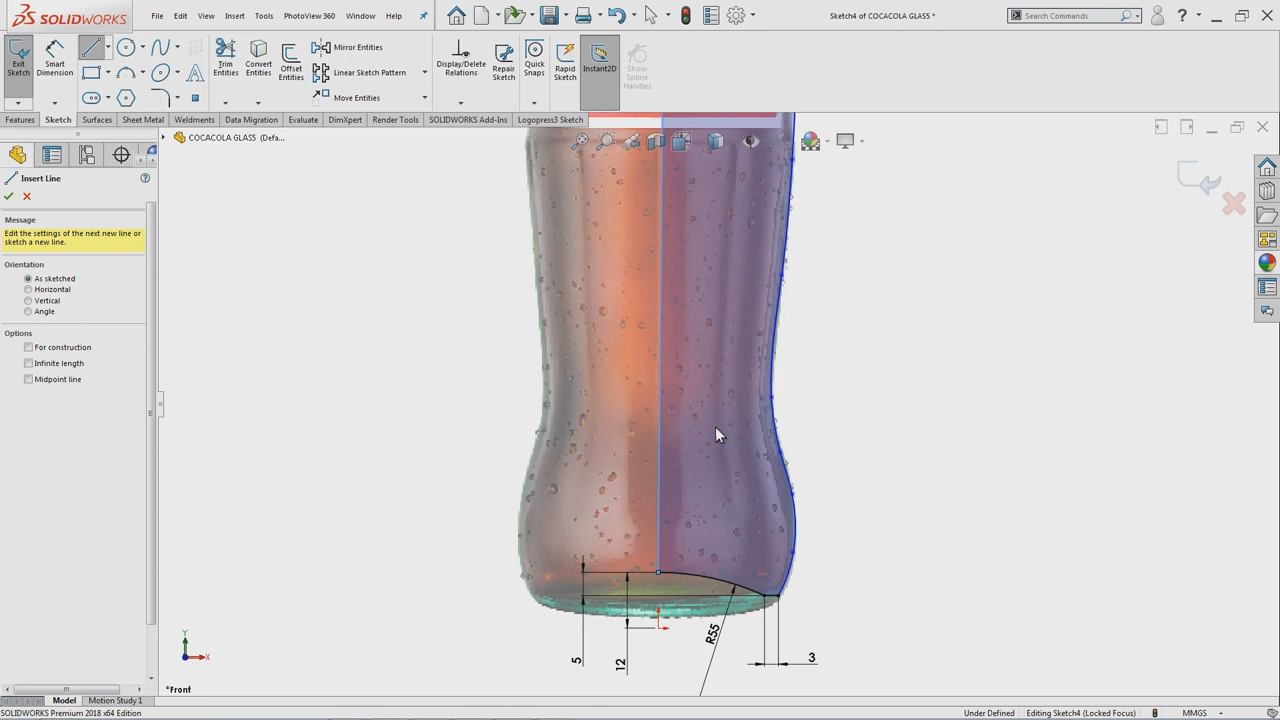 SOLIDWORKS
File Edit View Insert Tools PhotoView 360 Window Help
Sketch4 of COCACOLA GLASS *
Search Commands
Exit Sketch
Smart Dimension
Trim Entities
Convert Entities
Offset Entities
Mirror Entities
Linear Sketch Pattern
Move Entities
Display/Delete Relations
Repair Sketch
Quick Snaps
Rapid Sketch
Instant2D
Show Spline Handles
Features Sketch Surfaces Sheet Metal Weldments Data Migration Evaluate DimXpert Render Tools SOLIDWORKS Add-Ins Logopress3 Sketch
COCACOLA GLASS5 (Defa...
Insert Line
Message
Edit the settings of the next new line or
sketch a new line.
Orientation
As sketched
Horizontal
Vertical
Angle
Options
For construction
Infinite length
Midpoint line
5
12
R55
3
Y
X
*Front
Model Motion Study 1
SOLIDWORKS Premium 2018 x64 Edition
Under Defined Editing Sketch4 (Locked Focus) MMGS